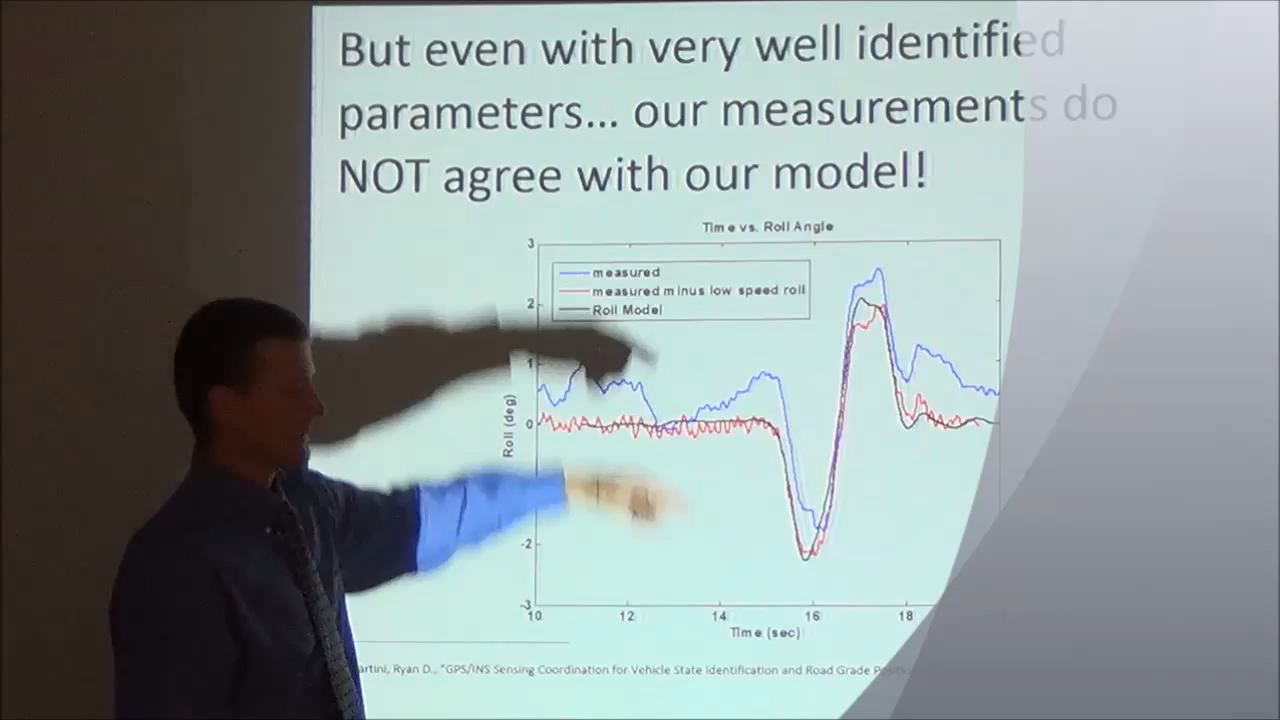 But even with very well identified
parameters... our measurements do
NOT agree with our model!
Time vs. Roll Angle
3
measured
measured minus low speed roll
2
Roll Model
1
Roll (deg)
0
-2
-3
10 12 14 16 18
Time (sec)
Ryan D., "GPS/INS Sensing Coordination for Vehicle State Identification and Road Grade